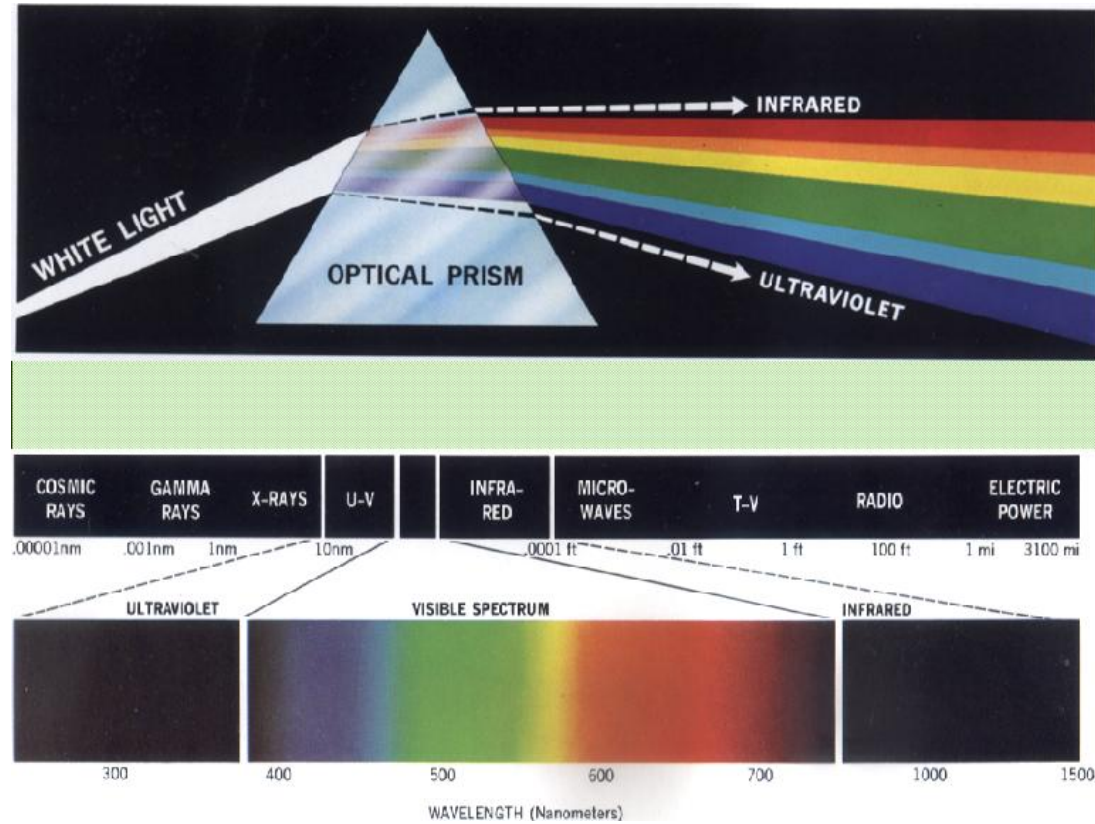 INFRARED
WHITE LIGHT
OPTICAL PRISM
ULTRAVIOLET
COSMIC RAYS
GAMMA RAYS
X-RAYS
U-V
INFRA-RED
MICRO-WAVES
T-V
RADIO
ELECTRIC POWER
.00001nm .001nm 1nm 10nm .0001 ft .01 ft 1 ft 100 ft 1 mi 3100 mi
ULTRAVIOLET VISIBLE SPECTRUM INFRARED
300 400 500 600 700 1000 1500
WAVELENGTH (Nanometers)